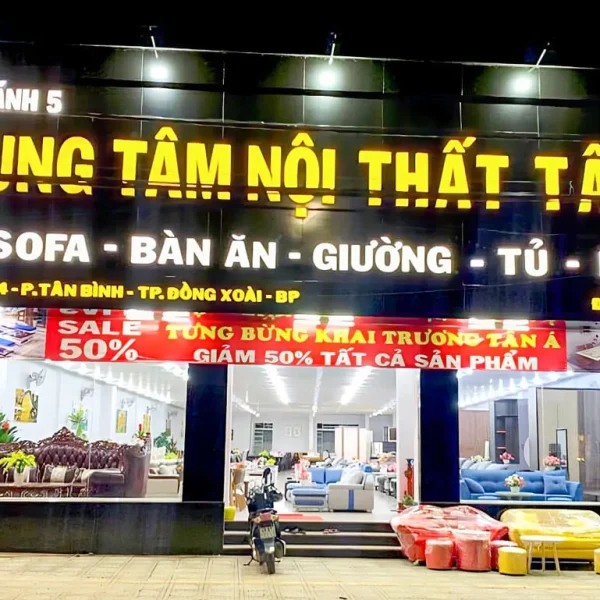 ÁNH 5
UNG TÂM NỘI THẤT TÂ
SOFA - BÀN ĂN - GIƯỜNG - TỦ -
4 - P.TÂN BÌNH - TP.ĐỒNG XOÀI - BP
SALE
50%
TƯNG BỪNG KHAI TRƯƠNG TÂN Á
GIẢM 50% TẤT CẢ SẢN PHẨM